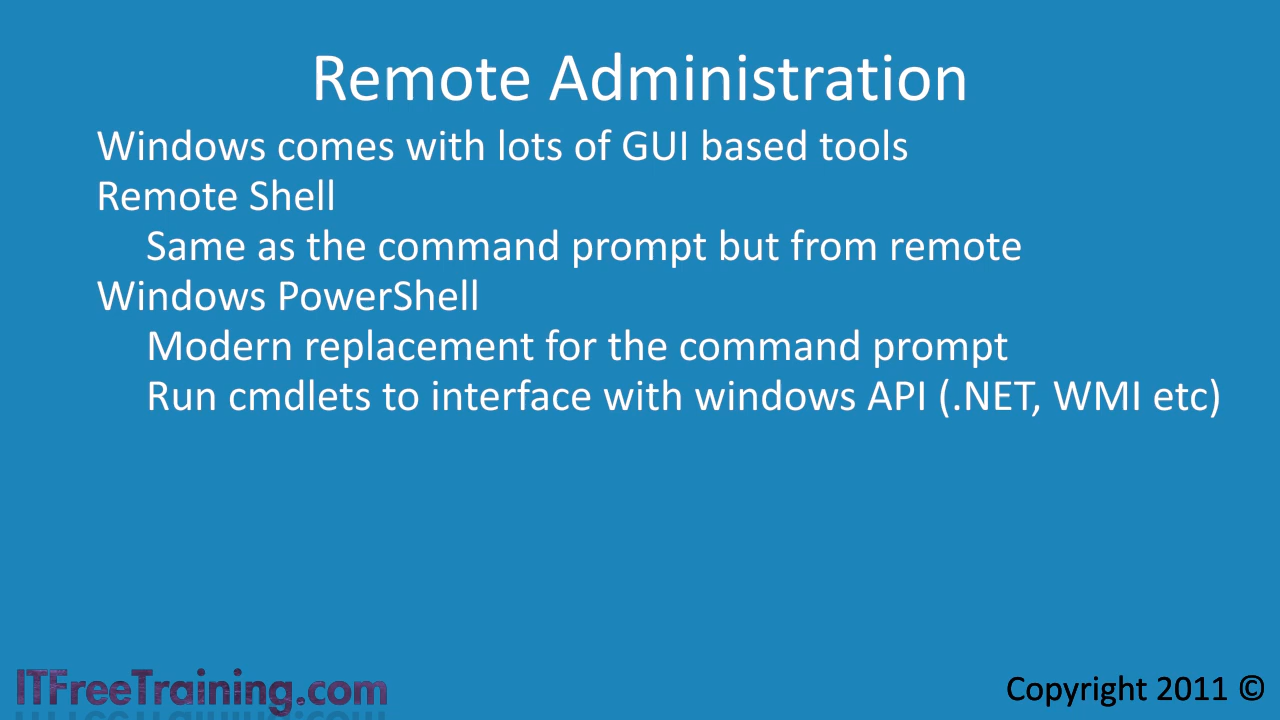 Remote Administration
Windows comes with lots of GUI based tools
Remote Shell
Same as the command prompt but from remote
Windows PowerShell
Modern replacement for the command prompt
Run cmdlets to interface with windows API (.NET, WMI etc)
ITFreeTraining.com
Copyright 2011 ©